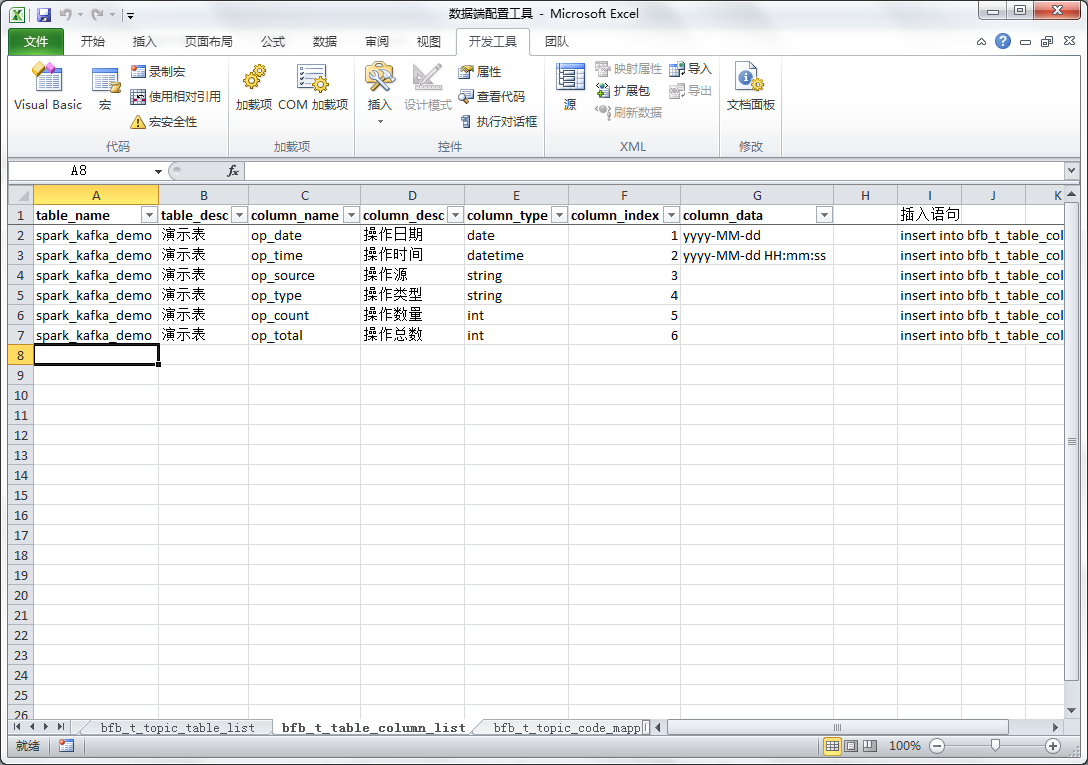 数据端配置工具 - Microsoft Excel
文件 开始 插入 页面布局 公式 数据 审阅 视图 开发工具 团队
Visual Basic 宏 录制宏 使用相对引用 宏安全性 加载项 COM 加载项 插入 设计模式 属性 查看代码 执行对话框 源 映射属性 扩展包 刷新数据 导入 导出 文档面板
代码 加载项 控件 XML 修改
A8 fx
A B C D E F G H I J K
1 table_name table_desc column_name column_desc column_type column_index column_data 插入语句
2 spark_kafka_demo 演示表 op_date 操作日期 date 1 yyyy-MM-dd insert into bfb_t_table_col
3 spark_kafka_demo 演示表 op_time 操作时间 datetime 2 yyyy-MM-dd HH:mm:ss insert into bfb_t_table_col
4 spark_kafka_demo 演示表 op_source 操作源 string 3 insert into bfb_t_table_col
5 spark_kafka_demo 演示表 op_type 操作类型 string 4 insert into bfb_t_table_col
6 spark_kafka_demo 演示表 op_count 操作数量 int 5 insert into bfb_t_table_col
7 spark_kafka_demo 演示表 op_total 操作总数 int 6 insert into bfb_t_table_col
8
9
10
11
12
13
14
15
16
17
18
19
20
21
22
23
24
25
26
bfb_t_topic_table_list bfb_t_table_column_list bfb_t_topic_code_mapp
就绪 100%